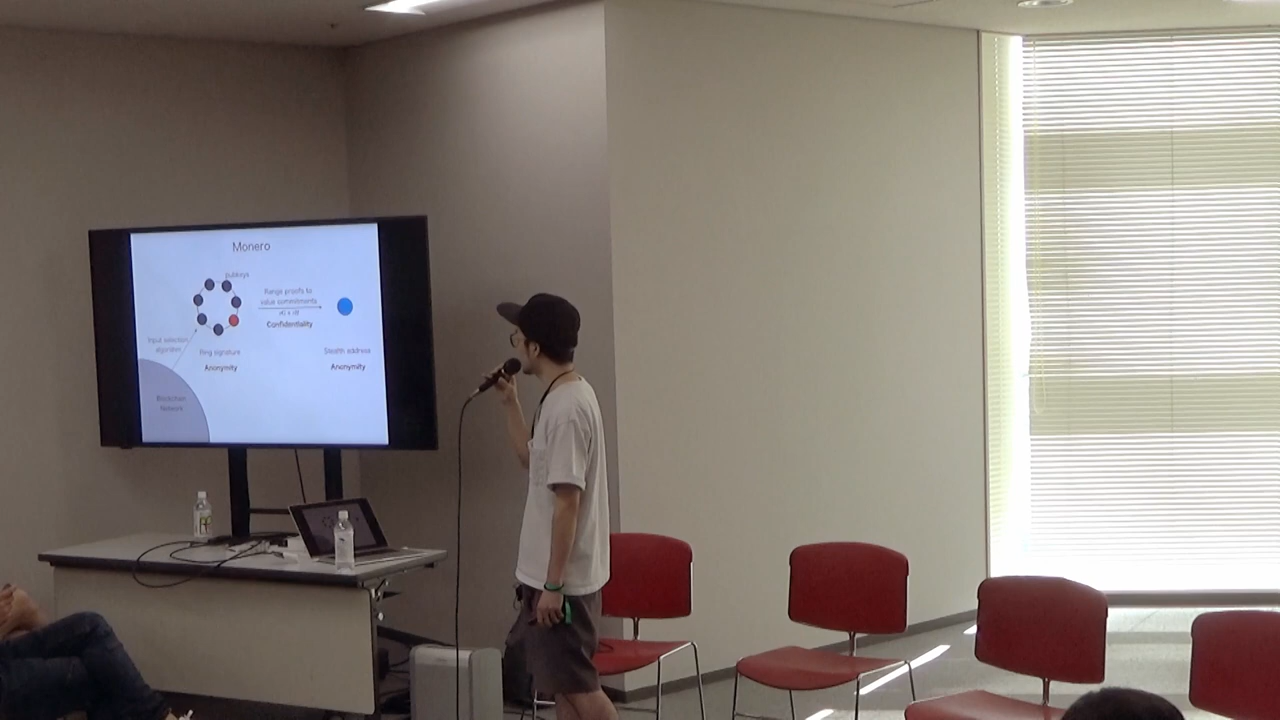 Monero
pubkeys
Range proofs to
value commitments
Confidentiality
Input selection
algorithm
Ring signature
Anonymity
Stealth address
Anonymity
Blockchain
Network